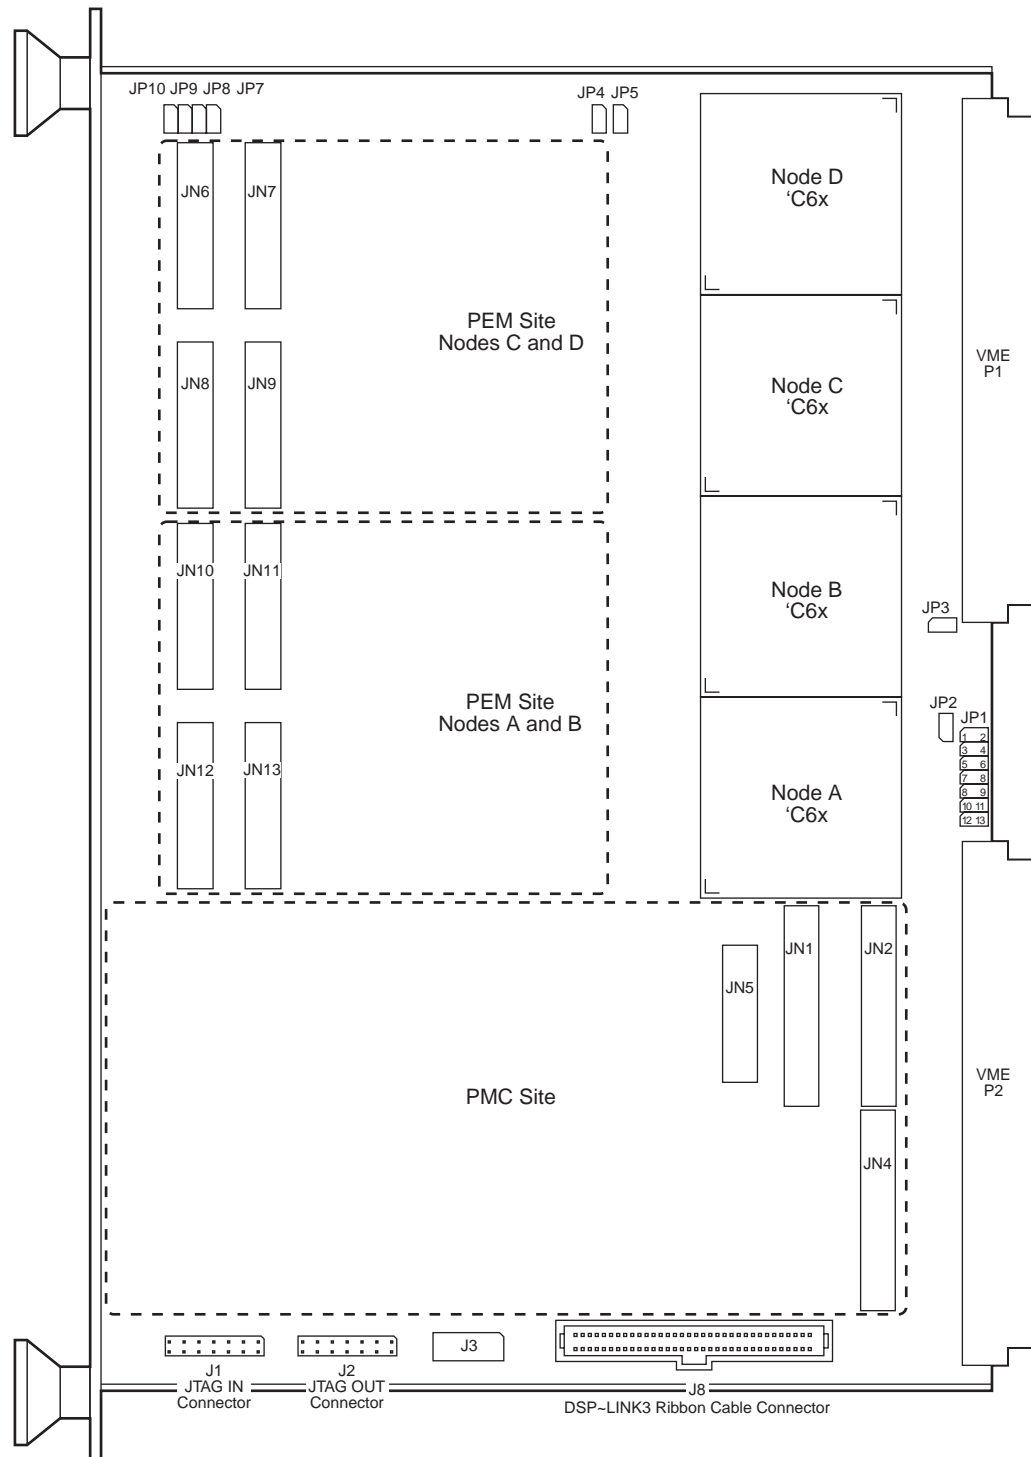 JP10 JP9 JP8 JP7
JP4 JP5
JN6
JN7
Node D
‘C6x
PEM Site
Nodes C and D
VME
P1
JN8
JN9
Node C
‘C6x
JN10
JN11
Node B
‘C6x
JP3
PEM Site
Nodes A and B
JP2
JP1
1 2
3 4
5 6
7 8
8 9
10 11
12 13
JN12
JN13
Node A
‘C6x
JN1
JN2
JN5
PMC Site
VME
P2
JN4
J3
J1
JTAG IN
Connector
J2
JTAG OUT
Connector
J8
DSP~LINK3 Ribbon Cable Connector